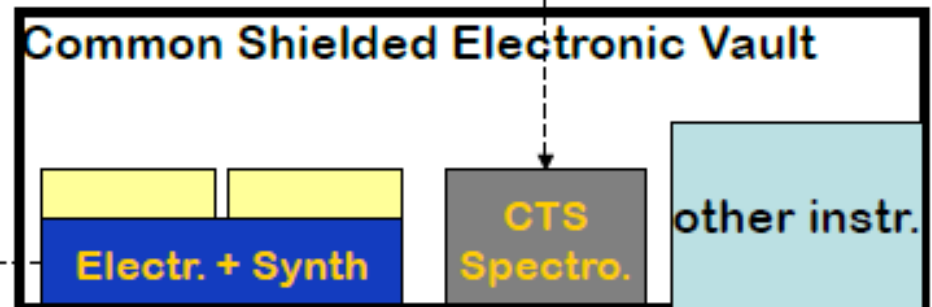 Common Shielded Electronic Vault
CTS
Spectro.
other instr.
Electr. + Synth